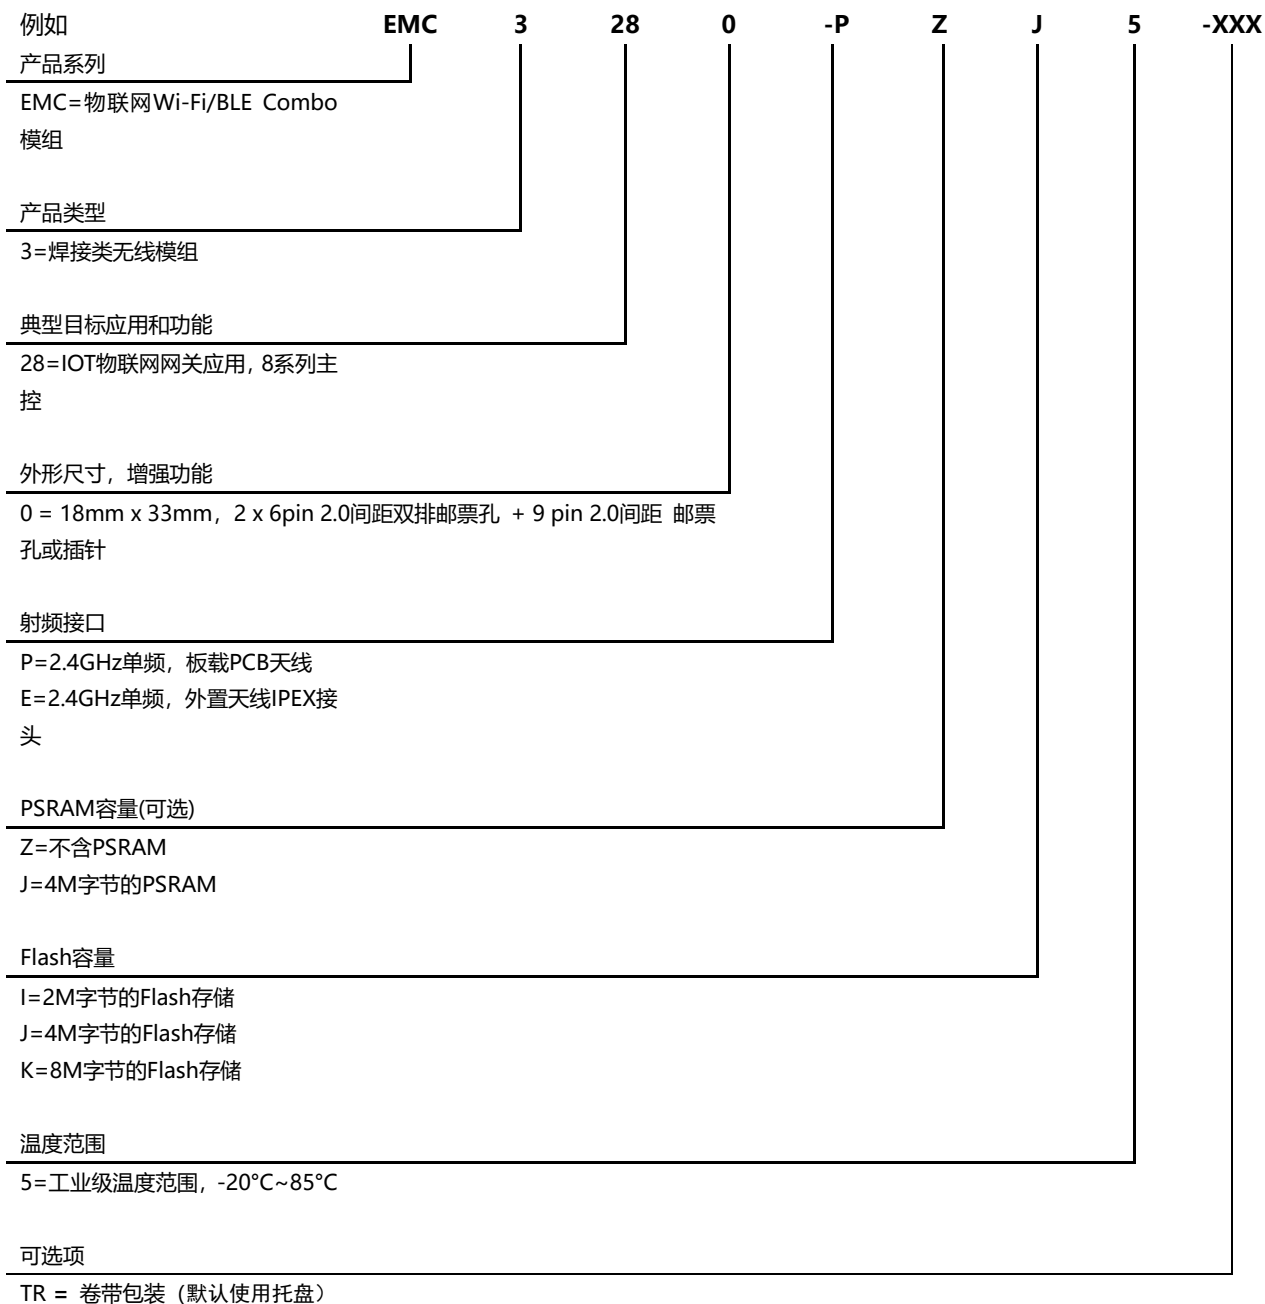 例如 EMC 3 28 0 -P Z J 5 -XXX
产品系列
EMC=物联网Wi-Fi/BLE Combo
模组
产品类型
3=焊接类无线模组
典型目标应用和功能
28=IOT物联网网关应用, 8系列主
控
外形尺寸，增强功能
0 = 18mm x 33mm，2 x 6pin 2.0间距双排邮票孔 + 9 pin 2.0间距 邮票
孔或插针
射频接口
P=2.4GHz单频，板载PCB天线
E=2.4GHz单频，外置天线IPEX接
头
PSRAM容量(可选)
Z=不含PSRAM
J=4M字节的PSRAM
Flash容量
I=2M字节的Flash存储
J=4M字节的Flash存储
K=8M字节的Flash存储
温度范围
5=工业级温度范围，-20°C~85°C
可选项
TR = 卷带包装（默认使用托盘）